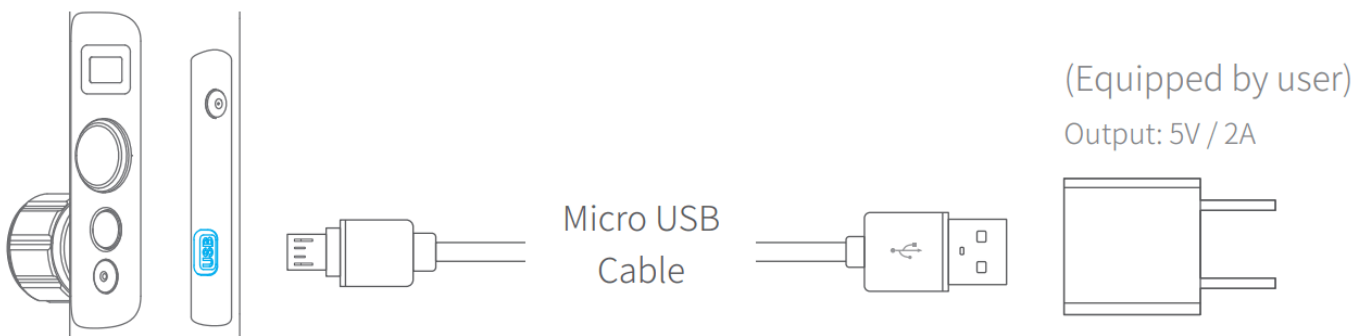 USB
Micro USB
Cable
(Equipped by user)
Output: 5V / 2A